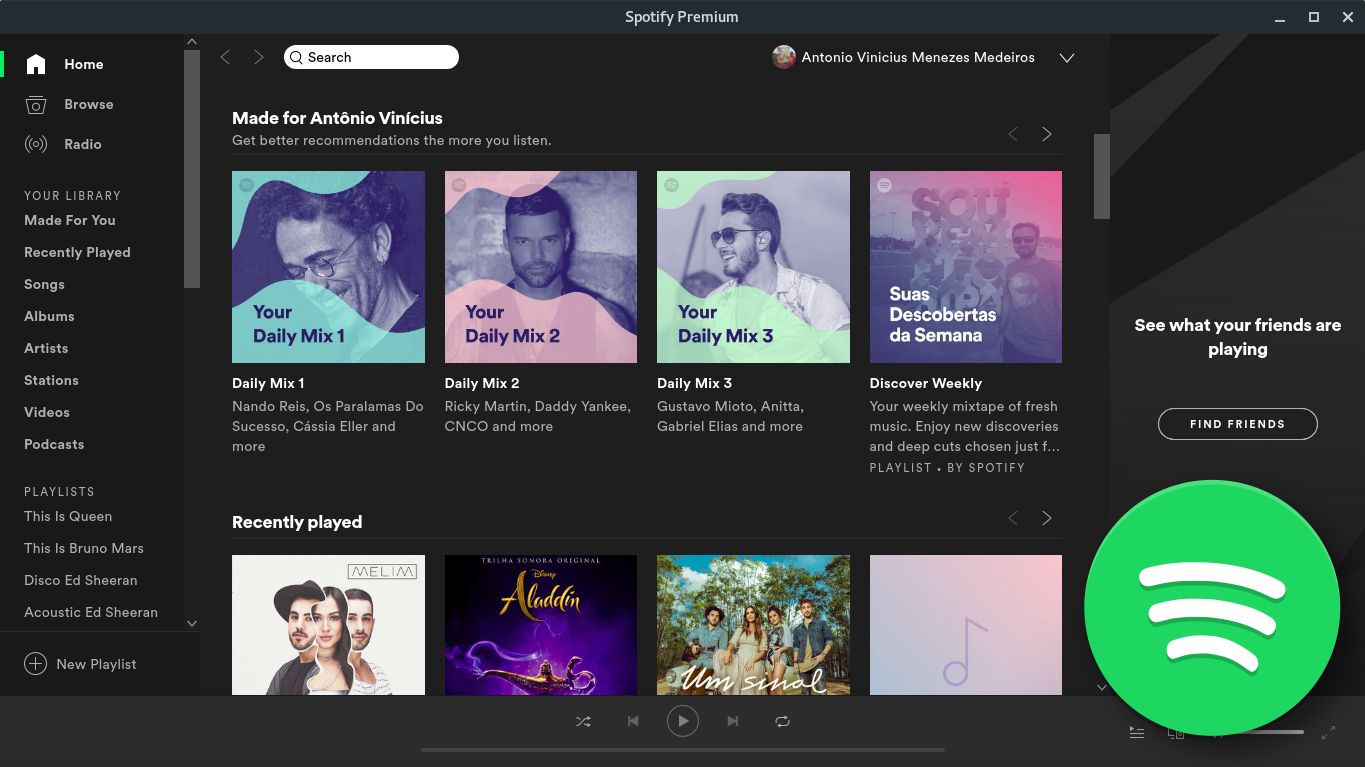 Spotify Premium
Home
Browse
Radio
YOUR LIBRARY
Made For You
Recently Played
Songs
Albums
Artists
Stations
Videos
Podcasts
PLAYLISTS
This Is Queen
This Is Bruno Mars
Disco Ed Sheeran
Acoustic Ed Sheeran
New Playlist
Search
Antonio Vinicius Menezes Medeiros
Made for Antônio Vinícius
Get better recommendations the more you listen.
Your
Daily Mix 1
Daily Mix 1
Nando Reis, Os Paralamas Do
Sucesso, Cássia Eller and
more
Your
Daily Mix 2
Daily Mix 2
Ricky Martin, Daddy Yankee,
CNCO and more
Your
Daily Mix 3
Daily Mix 3
Gustavo Mioto, Anitta,
Gabriel Elias and more
SOU
Suas
Descobertas
da Semana
Discover Weekly
Your weekly mixtape of fresh
music. Enjoy new discoveries
and deep cuts chosen just f...
PLAYLIST • BY SPOTIFY
Recently played
MELIM
TRILHA SONORA ORIGINAL
Disney
Aladdin
Um sinal
See what your friends are
playing
FIND FRIENDS